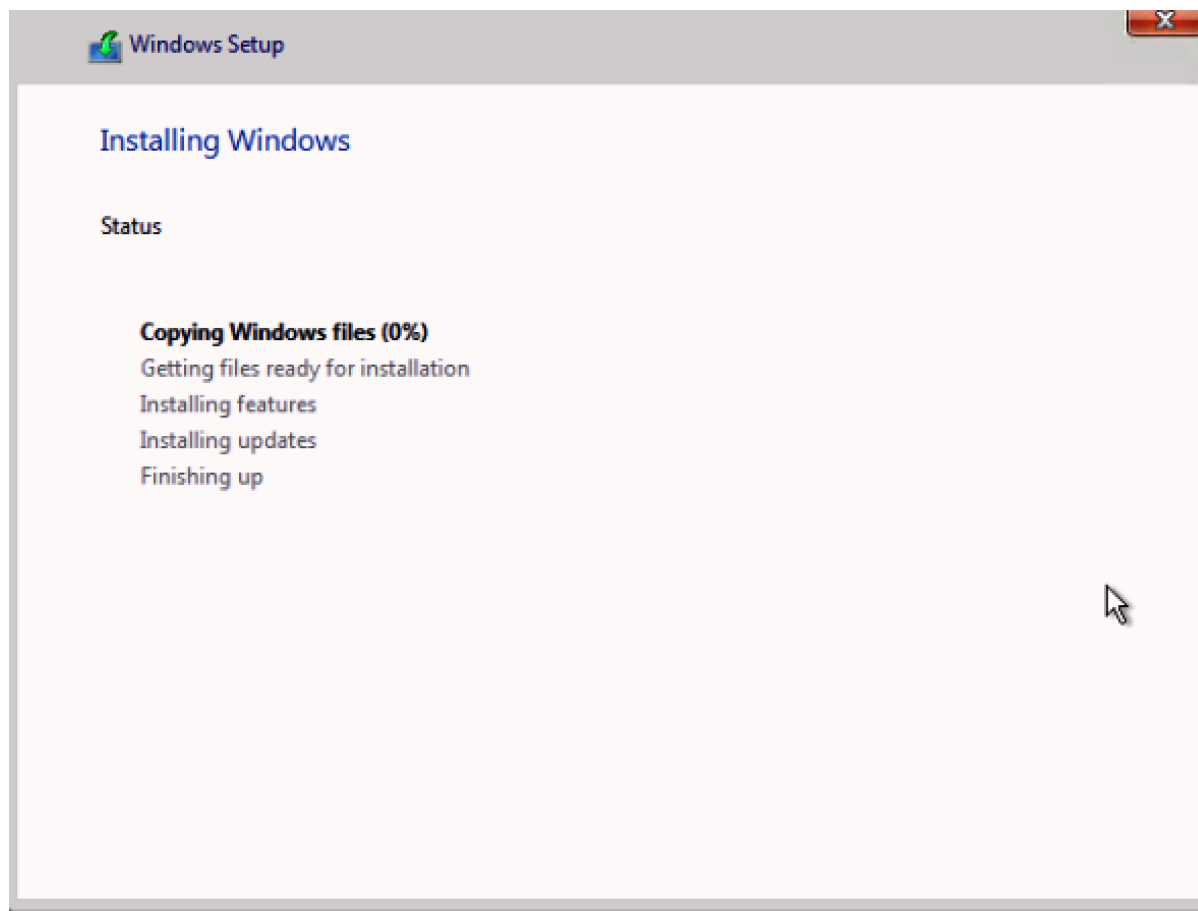 Windows Setup
Installing Windows
Status
Copying Windows files (0%)
Getting files ready for installation
Installing features
Installing updates
Finishing up